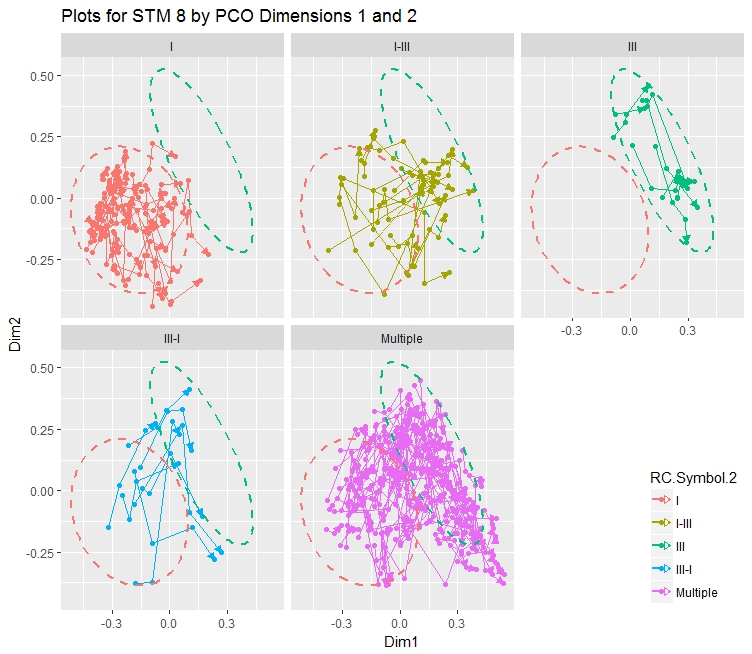 Plots for STM 8 by PCO Dimensions 1 and 2
I I-III III
0.50
0.25
0.00
-0.25
-0.3 0.0 0.3
III-I Multiple
0.50
0.25
0.00
-0.25
-0.3 0.0 0.3 -0.3 0.0 0.3
Dim2
Dim1
RC.Symbol.2
I
I-III
III
III-I
Multiple